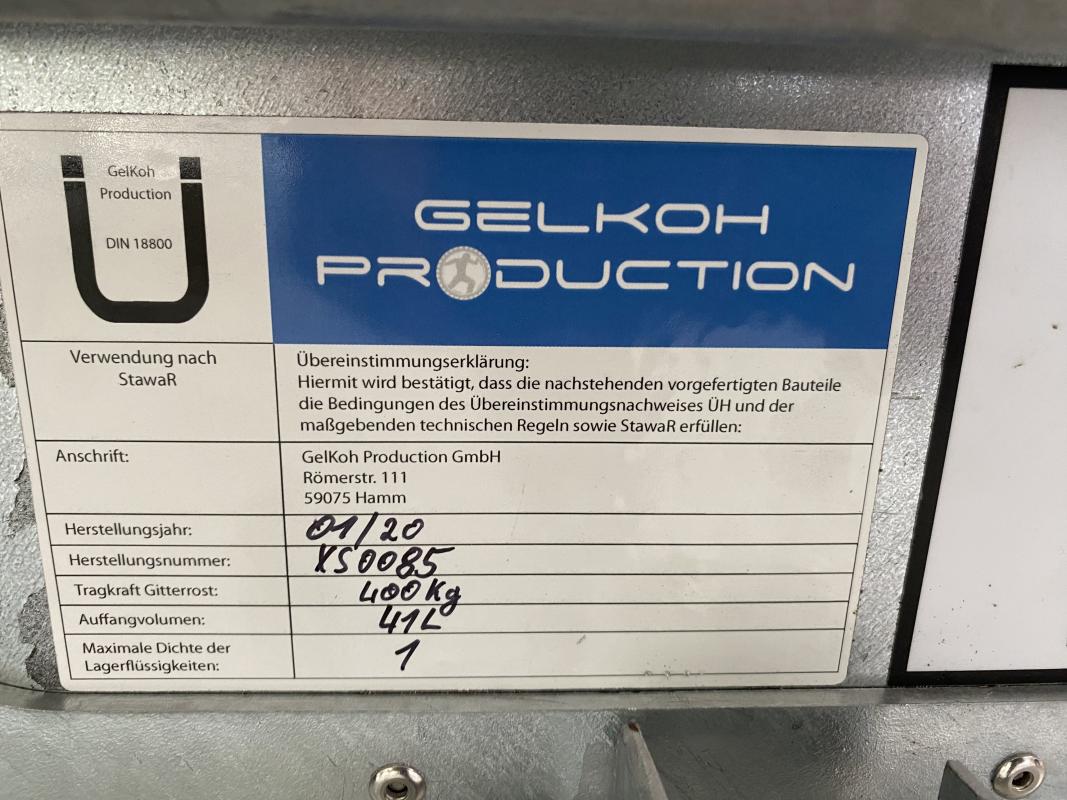 GelKoh
Production
DIN 18800
GELKOH
PRODUCTION
Verwendung nach
StawaR
Übereinstimmungserklärung:
Hiermit wird bestätigt, dass die nachstehenden vorgefertigten Bauteile
die Bedingungen des Übereinstimmungsnachweises ÜH und der
maßgebenden technischen Regeln sowie StawaR erfüllen:
Anschrift:
GelKoh Production GmbH
Römerstr. 111
59075 Hamm
Herstellungsjahr: 01/20
Herstellungsnummer: XS0085
Tragkraft Gitterrost: 400Kg
Auffangvolumen: 41L
Maximale Dichte der
Lagerflüssigkeiten: 1